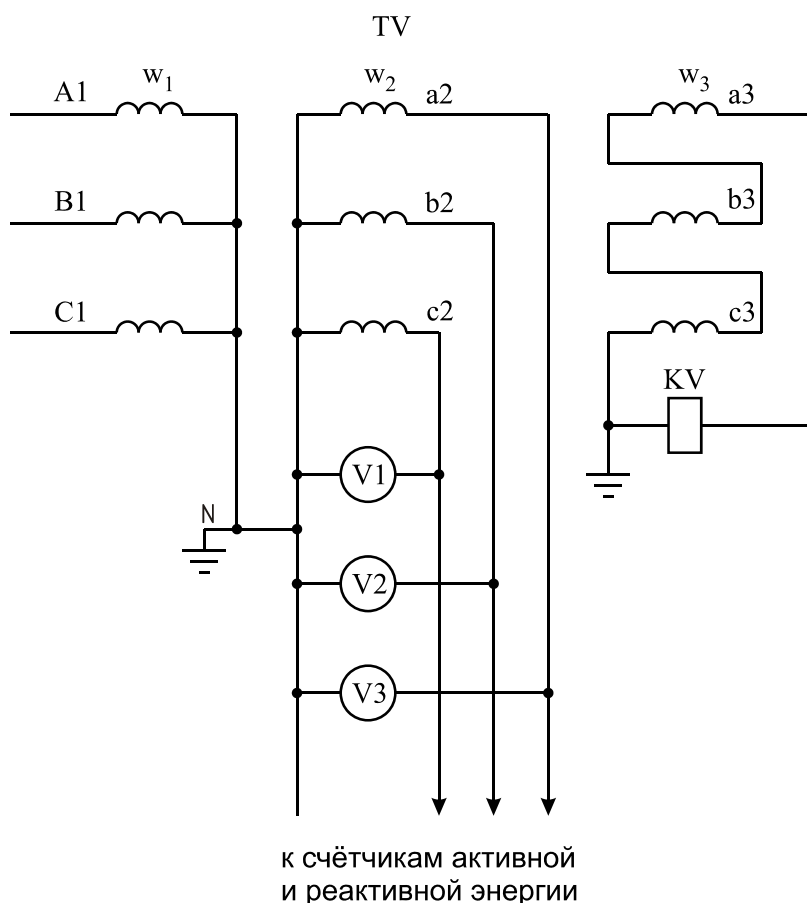 TV
w1 w2 w3
A1 a2 a3
B1 b2 b3
C1 c2 c3
KV
V1
N
V2
V3
к счётчикам активной
и реактивной энергии